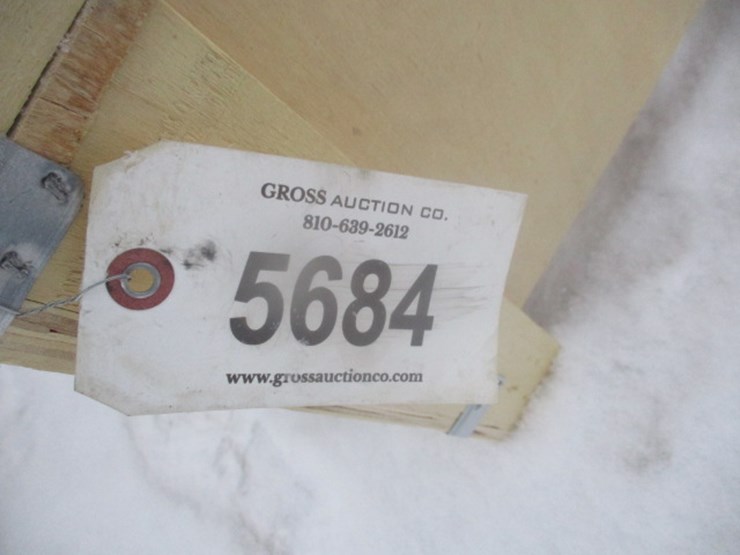 GROSS AUCTION CO.
810-639-2612
5684
www.grossauctionco.com